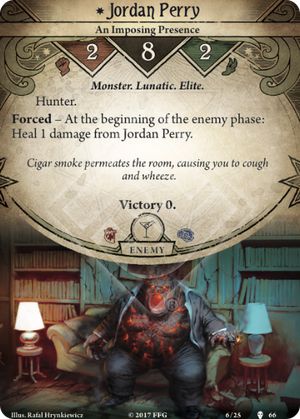 Jordan Perry
An Imposing Presence
2 8 2
Monster. Lunatic. Elite.
Hunter.
Forced – At the beginning of the enemy phase:
Heal 1 damage from Jordan Perry.
Cigar smoke permeates the room, causing you to cough
and wheeze.
Victory 0.
ENEMY
Illus. Rafał Hrynkiewicz © 2017 FFG 6/25 66